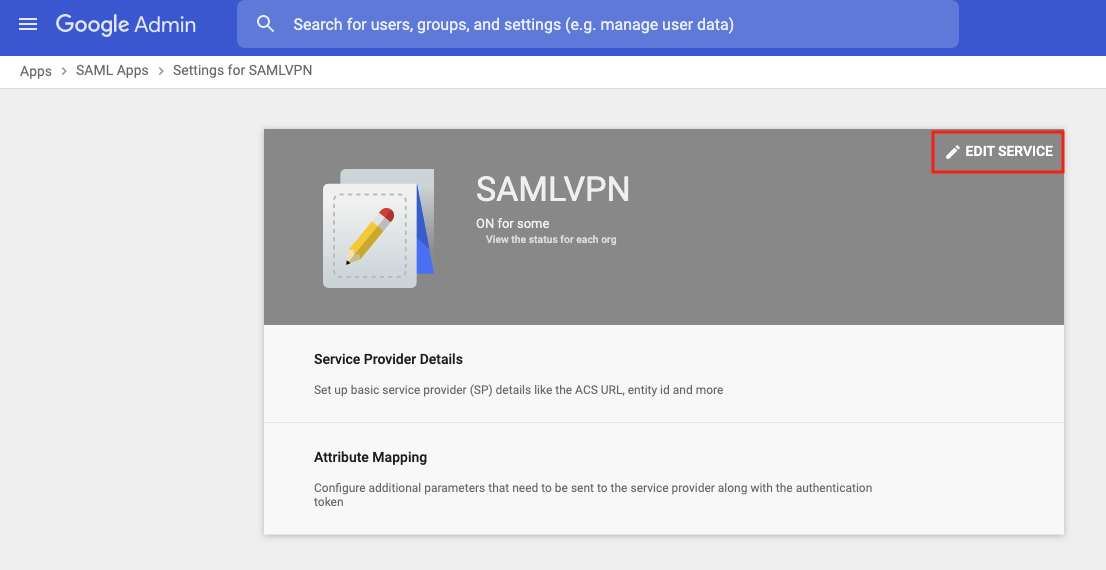 Google Admin
Search for users, groups, and settings (e.g. manage user data)
Apps > SAML Apps > Settings for SAMLVPN
EDIT SERVICE
SAMLVPN
ON for some
View the status for each org
Service Provider Details
Set up basic service provider (SP) details like the ACS URL, entity id and more
Attribute Mapping
Configure additional parameters that need to be sent to the service provider along with the authentication
token